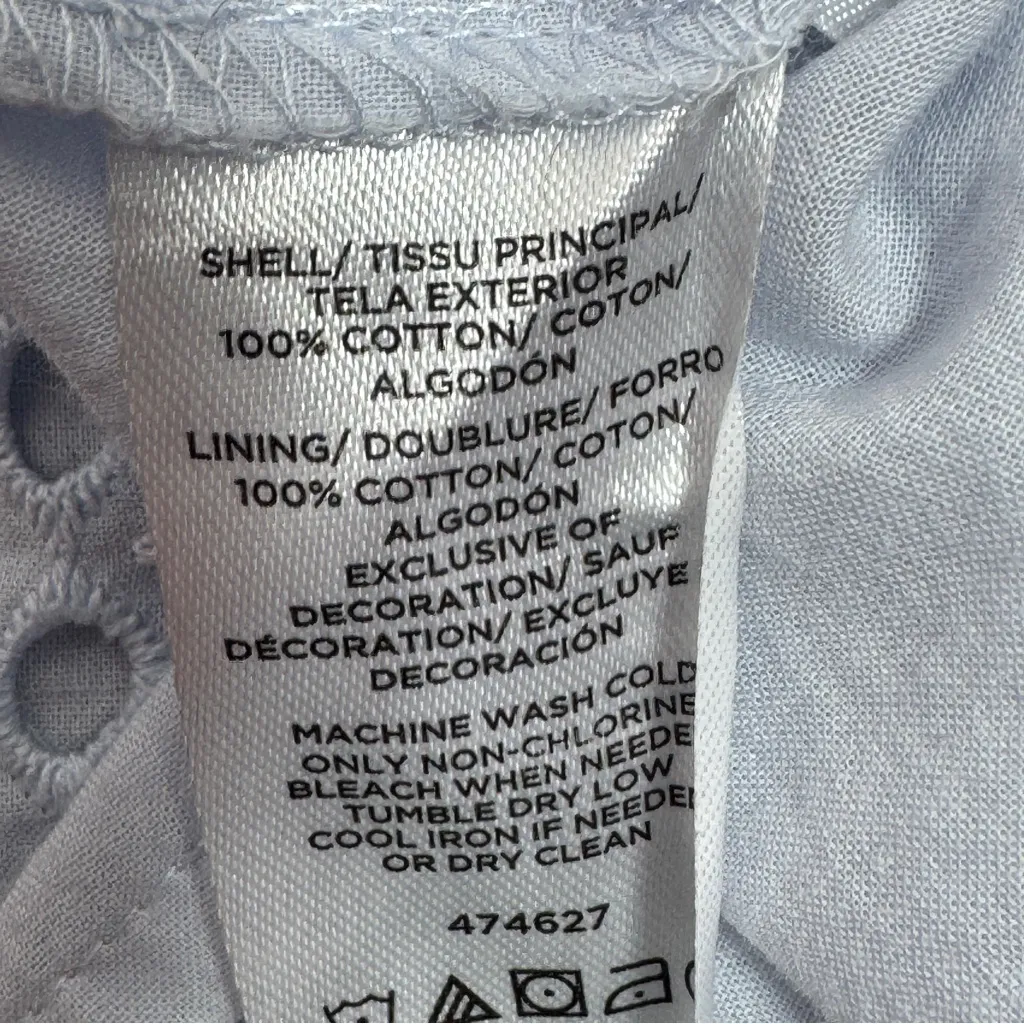 SHELL/ TISSU PRINCIPAL/
TELA EXTERIOR
100% COTTON/ COTON/
ALGODÓN
LINING/ DOUBLURE/ FORRO
100% COTTON/ COTON/
ALGODÓN
EXCLUSIVE OF
DECORATION/ SAUF
DÉCORATION/ EXCLUYE
DECORACIÓN
MACHINE WASH COLD
ONLY NON-CHLORINE
BLEACH WHEN NEEDE
TUMBLE DRY LOW
COOL IRON IF NEEDE
OR DRY CLEAN
474627